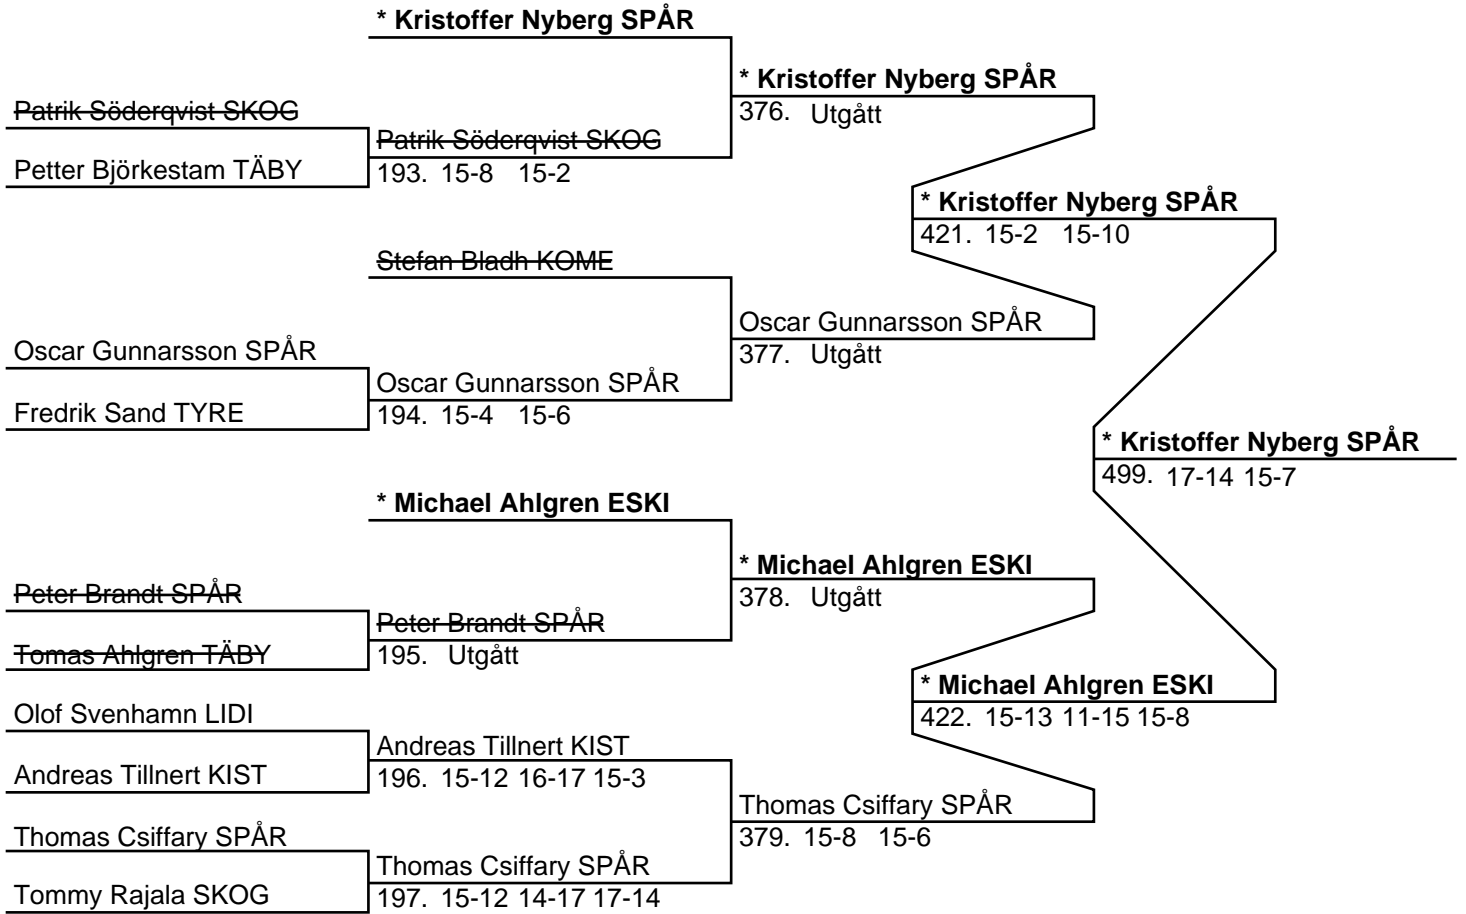 * Kristoffer Nyberg SPÅR
* Kristoffer Nyberg SPÅR
Patrik Söderqvist SKOG
376. Utgått
Patrik Söderqvist SKOG
Petter Björkestam TÄBY
193. 15-8 15-2
* Kristoffer Nyberg SPÅR
421. 15-2 15-10
Stefan Bladh KOME
Oscar Gunnarsson SPÅR
Oscar Gunnarsson SPÅR
377. Utgått
Oscar Gunnarsson SPÅR
Fredrik Sand TYRE
194. 15-4 15-6
* Kristoffer Nyberg SPÅR
499. 17-14 15-7
* Michael Ahlgren ESKI
* Michael Ahlgren ESKI
Peter Brandt SPÅR
378. Utgått
Peter Brandt SPÅR
Tomas Ahlgren TÄBY
195. Utgått
* Michael Ahlgren ESKI
Olof Svenhamn LIDI
422. 15-13 11-15 15-8
Andreas Tillnert KIST
Andreas Tillnert KIST
196. 15-12 16-17 15-3
Thomas Csiffary SPÅR
Thomas Csiffary SPÅR
379. 15-8 15-6
Thomas Csiffary SPÅR
Tommy Rajala SKOG
197. 15-12 14-17 17-14